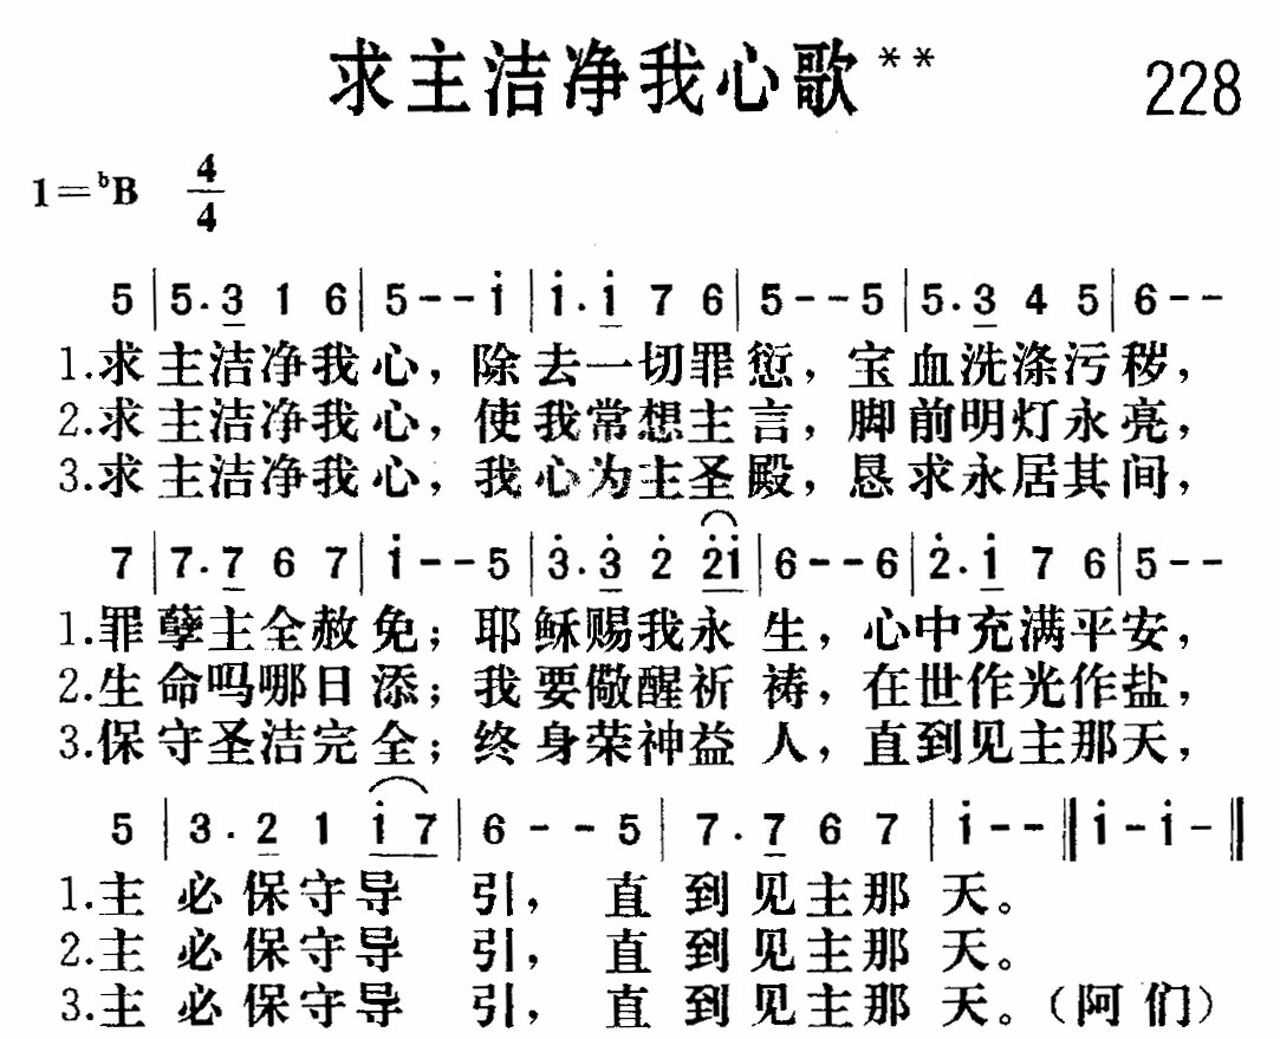 求主洁净我心歌**
228
1=ᵇB 4/4
5 | 5. 3 1 6 | 5 - - i̇ | i̇. i̇ 7 6 | 5 - - 5 | 5. 3 4 5 | 6 - -
1.求主洁净我心，除去一切罪愆，宝血洗涤污秽，
2.求主洁净我心，使我常想主言，脚前明灯永亮，
3.求主洁净我心，我心为主圣殿，恳求永居其间，
7 | 7. 7 6 7 | i̇ - - 5 | 3̇. 3̇ 2̇ 2̇i̇ | 6 - - 6 | 2̇. i̇ 7 6 | 5 - -
1.罪孽主全赦免；耶稣赐我永生，心中充满平安，
2.生命吗哪日添；我要儆醒祈祷，在世作光作盐，
3.保守圣洁完全；终身荣神益人，直到见主那天，
5 | 3. 2 1 i̇ 7 | 6 - - 5 | 7. 7 6 7 | i̇ - - ‖ i̇ - i̇ - ‖
1.主必保守导引，直到见主那天。
2.主必保守导引，直到见主那天。
3.主必保守导引，直到见主那天。（阿们）